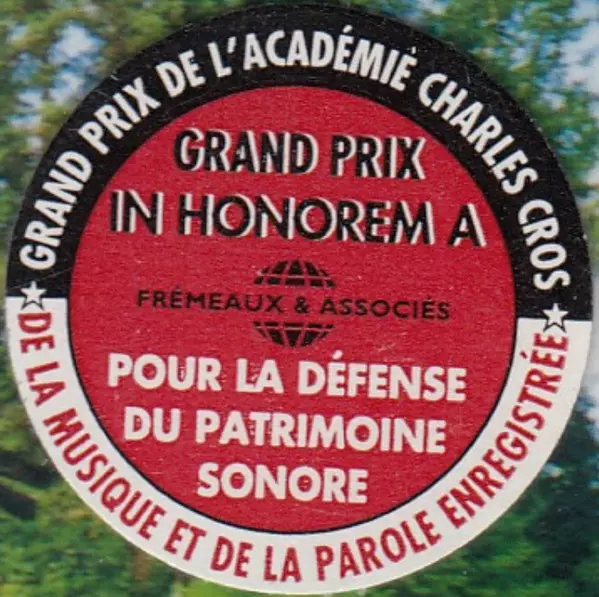 GRAND PRIX DE L'ACADÉMIE CHARLES CROS
GRAND PRIX
IN HONOREM A
FRÉMEAUX & ASSOCIÉS
POUR LA DÉFENSE
DU PATRIMOINE
SONORE
DE LA MUSIQUE ET DE LA PAROLE ENREGISTRÉE